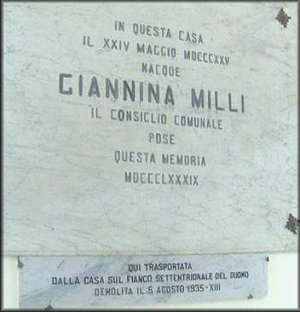 IN QUESTA CASA
IL XXIV MAGGIO MDCCCXXV
NACQUE
GIANNINA MILLI
IL CONSIGLIO COMUNALE
POSE
QUESTA MEMORIA
MDCCCLXXXIX
QUI TRASPORTATA
DALLA CASA SUL FIANCO SETTENTRIONALE DEL DUOMO
DEMOLITA IL 6 AGOSTO 1935-XIII